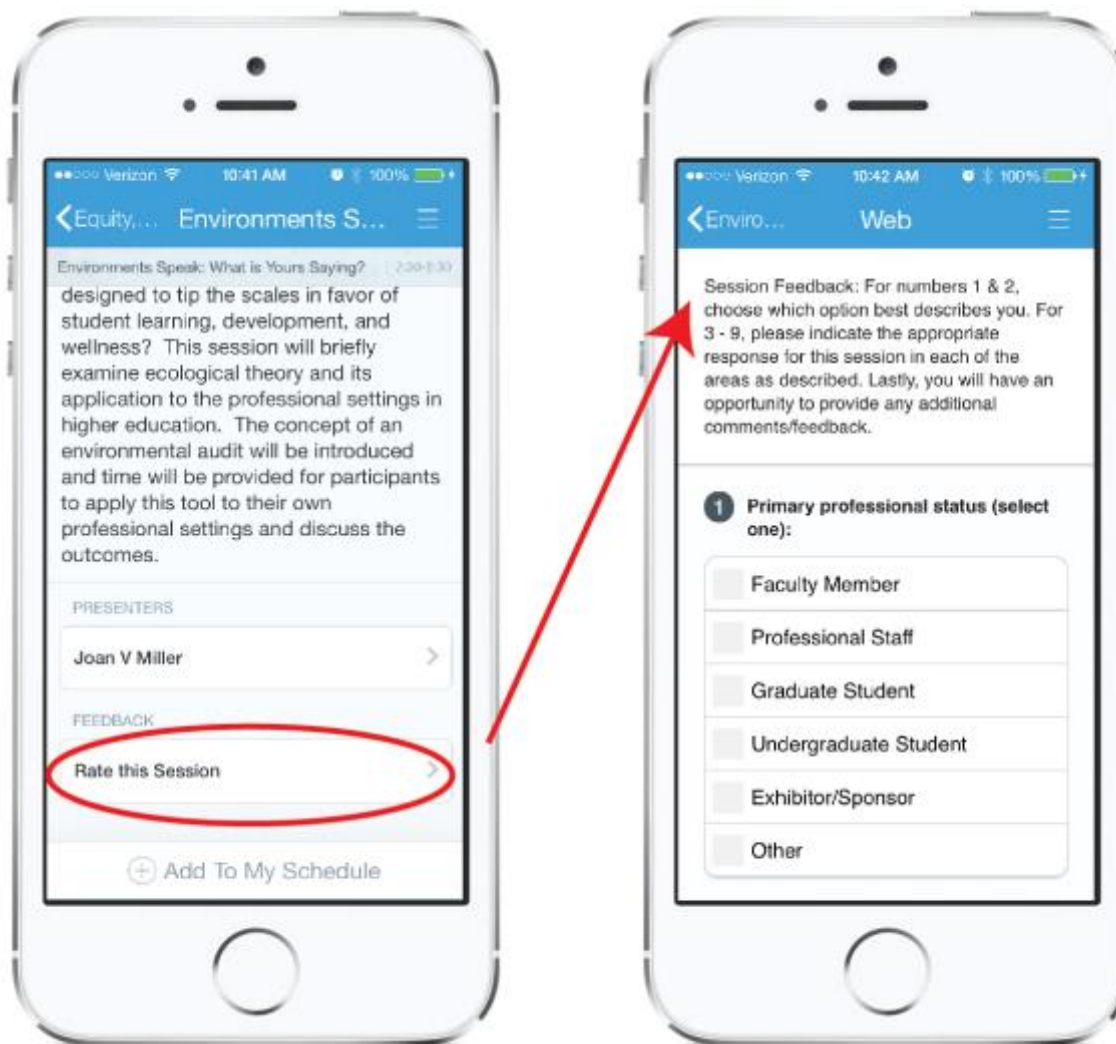 Verizon 10:41 AM 100%
Equity,... Environments S...
Environments Speak: What is Yours Saying? 2:30-3:30
designed to tip the scales in favor of
student learning, development, and
wellness? This session will briefly
examine ecological theory and its
application to the professional settings in
higher education. The concept of an
environmental audit will be introduced
and time will be provided for participants
to apply this tool to their own
professional settings and discuss the
outcomes.
PRESENTERS
Joan V Miller
FEEDBACK
Rate this Session
Add To My Schedule
Verizon 10:42 AM 100%
Enviro... Web
Session Feedback: For numbers 1 & 2,
choose which option best describes you. For
3 - 9, please indicate the appropriate
response for this session in each of the
areas as described. Lastly, you will have an
opportunity to provide any additional
comments/feedback.
1 Primary professional status (select
one):
Faculty Member
Professional Staff
Graduate Student
Undergraduate Student
Exhibitor/Sponsor
Other